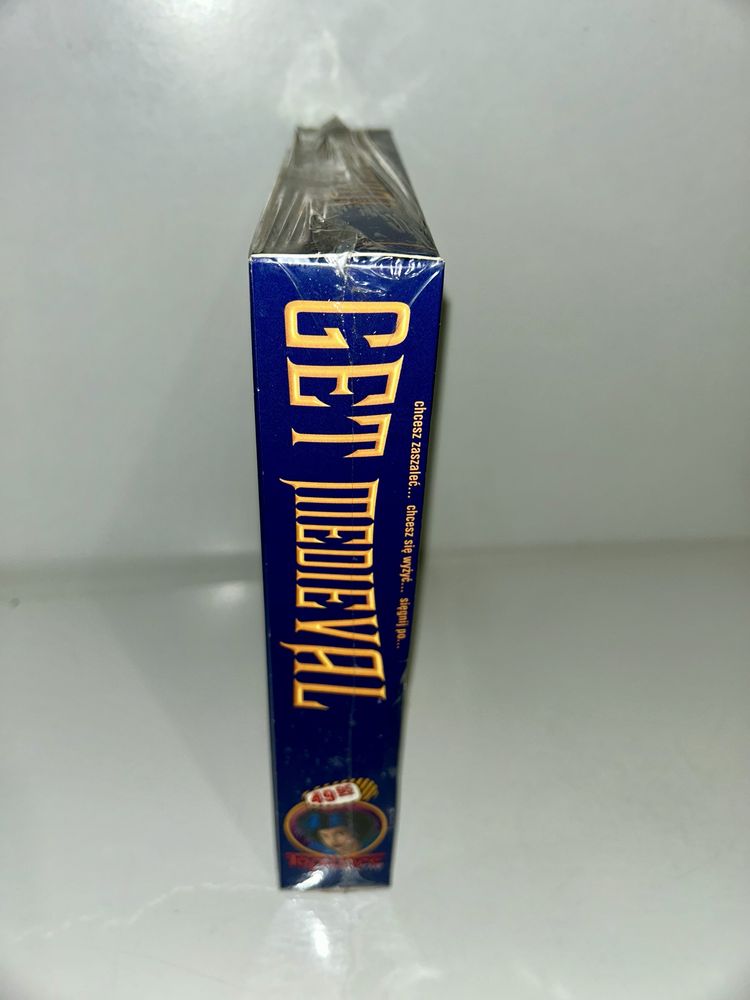 chcesz zaszaleć... chcesz się wyżyć... sięgnij po...
GET MEDIEVAL
49